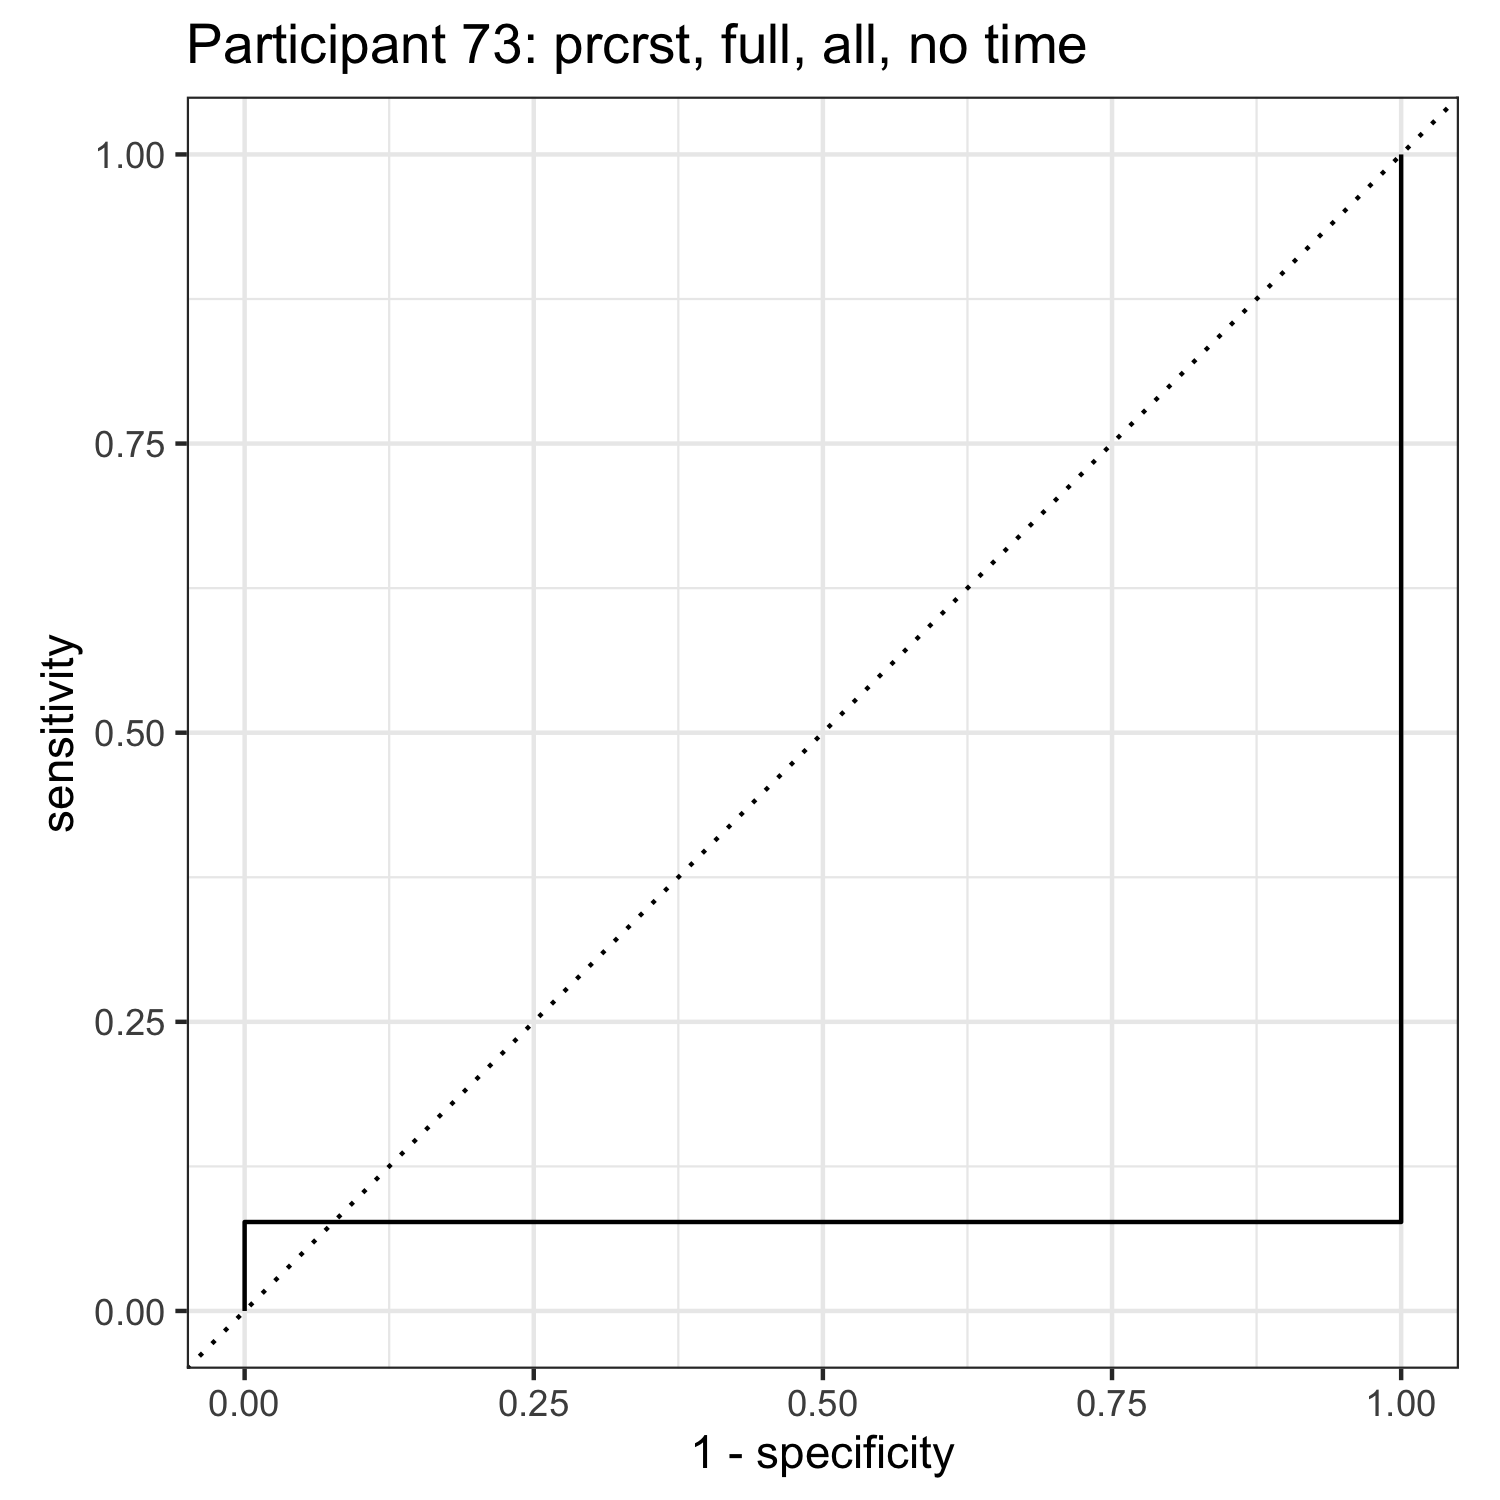 Participant 73: prcrst, full, all, no time
1.00
0.75
0.50
0.25
0.00
sensitivity
0.00 0.25 0.50 0.75 1.00
1 - specificity